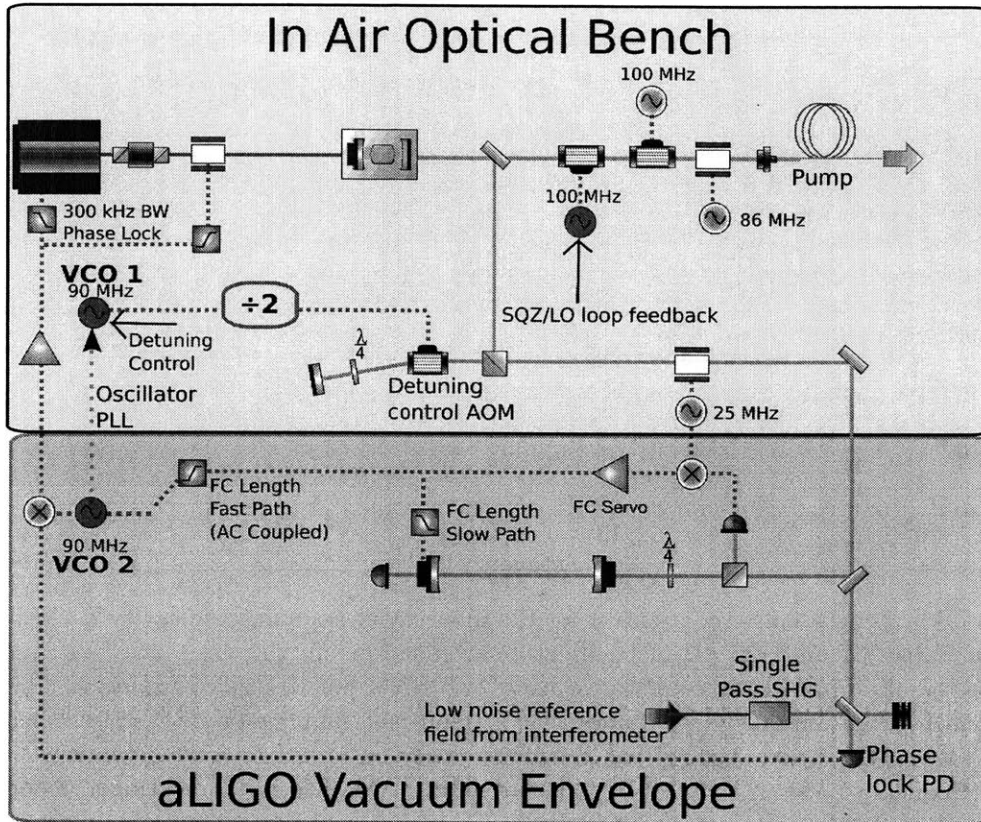 In Air Optical Bench
100 MHz
Pump
300 kHz BW
Phase Lock
100 MHz
86 MHz
VCO 1
90 MHz
÷2
SQZ/LO loop feedback
Detuning
Control
λ
4
Oscillator
PLL
Detuning
control AOM
25 MHz
FC Length
Fast Path
(AC Coupled)
FC Length
Slow Path
FC Servo
90 MHz
VCO 2
λ
4
Single
Pass SHG
Low noise reference
field from interferometer
Phase
lock PD
aLIGO Vacuum Envelope